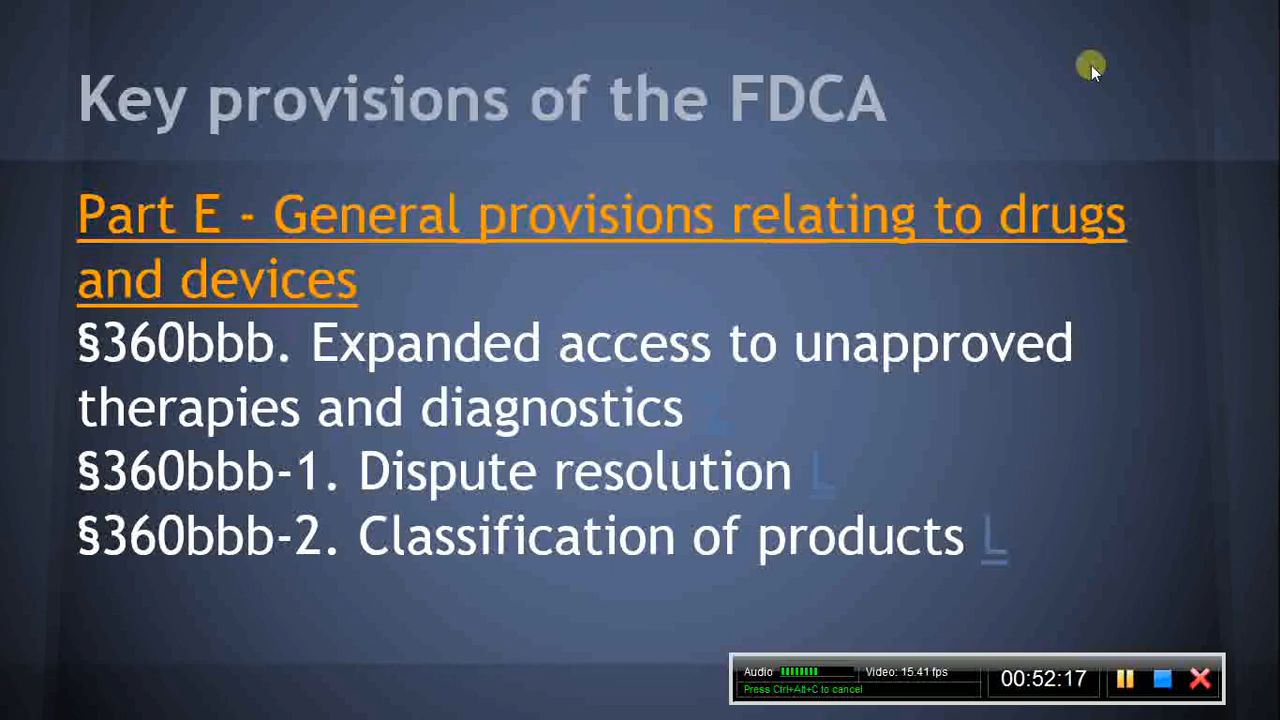 Key provisions of the FDCA
Part E - General provisions relating to drugs
and devices
§360bbb. Expanded access to unapproved
therapies and diagnostics L
§360bbb-1. Dispute resolution L
§360bbb-2. Classification of products L
Audio Video: 15.41 fps
Press Ctrl+Alt+C to cancel
00:52:17